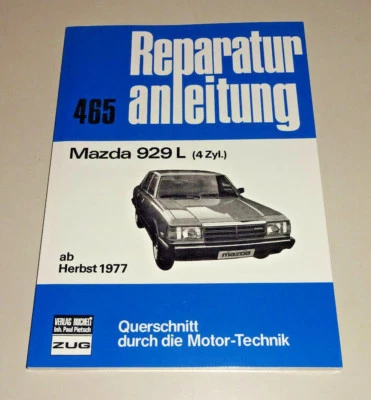 Reparatur
465 anleitung
Mazda 929 L (4 Zyl.)
ab
Herbst 1977
mazda
VERLAG BUCHELI
Inh. Paul Pietsch
ZUG
Querschnitt
durch die Motor-Technik